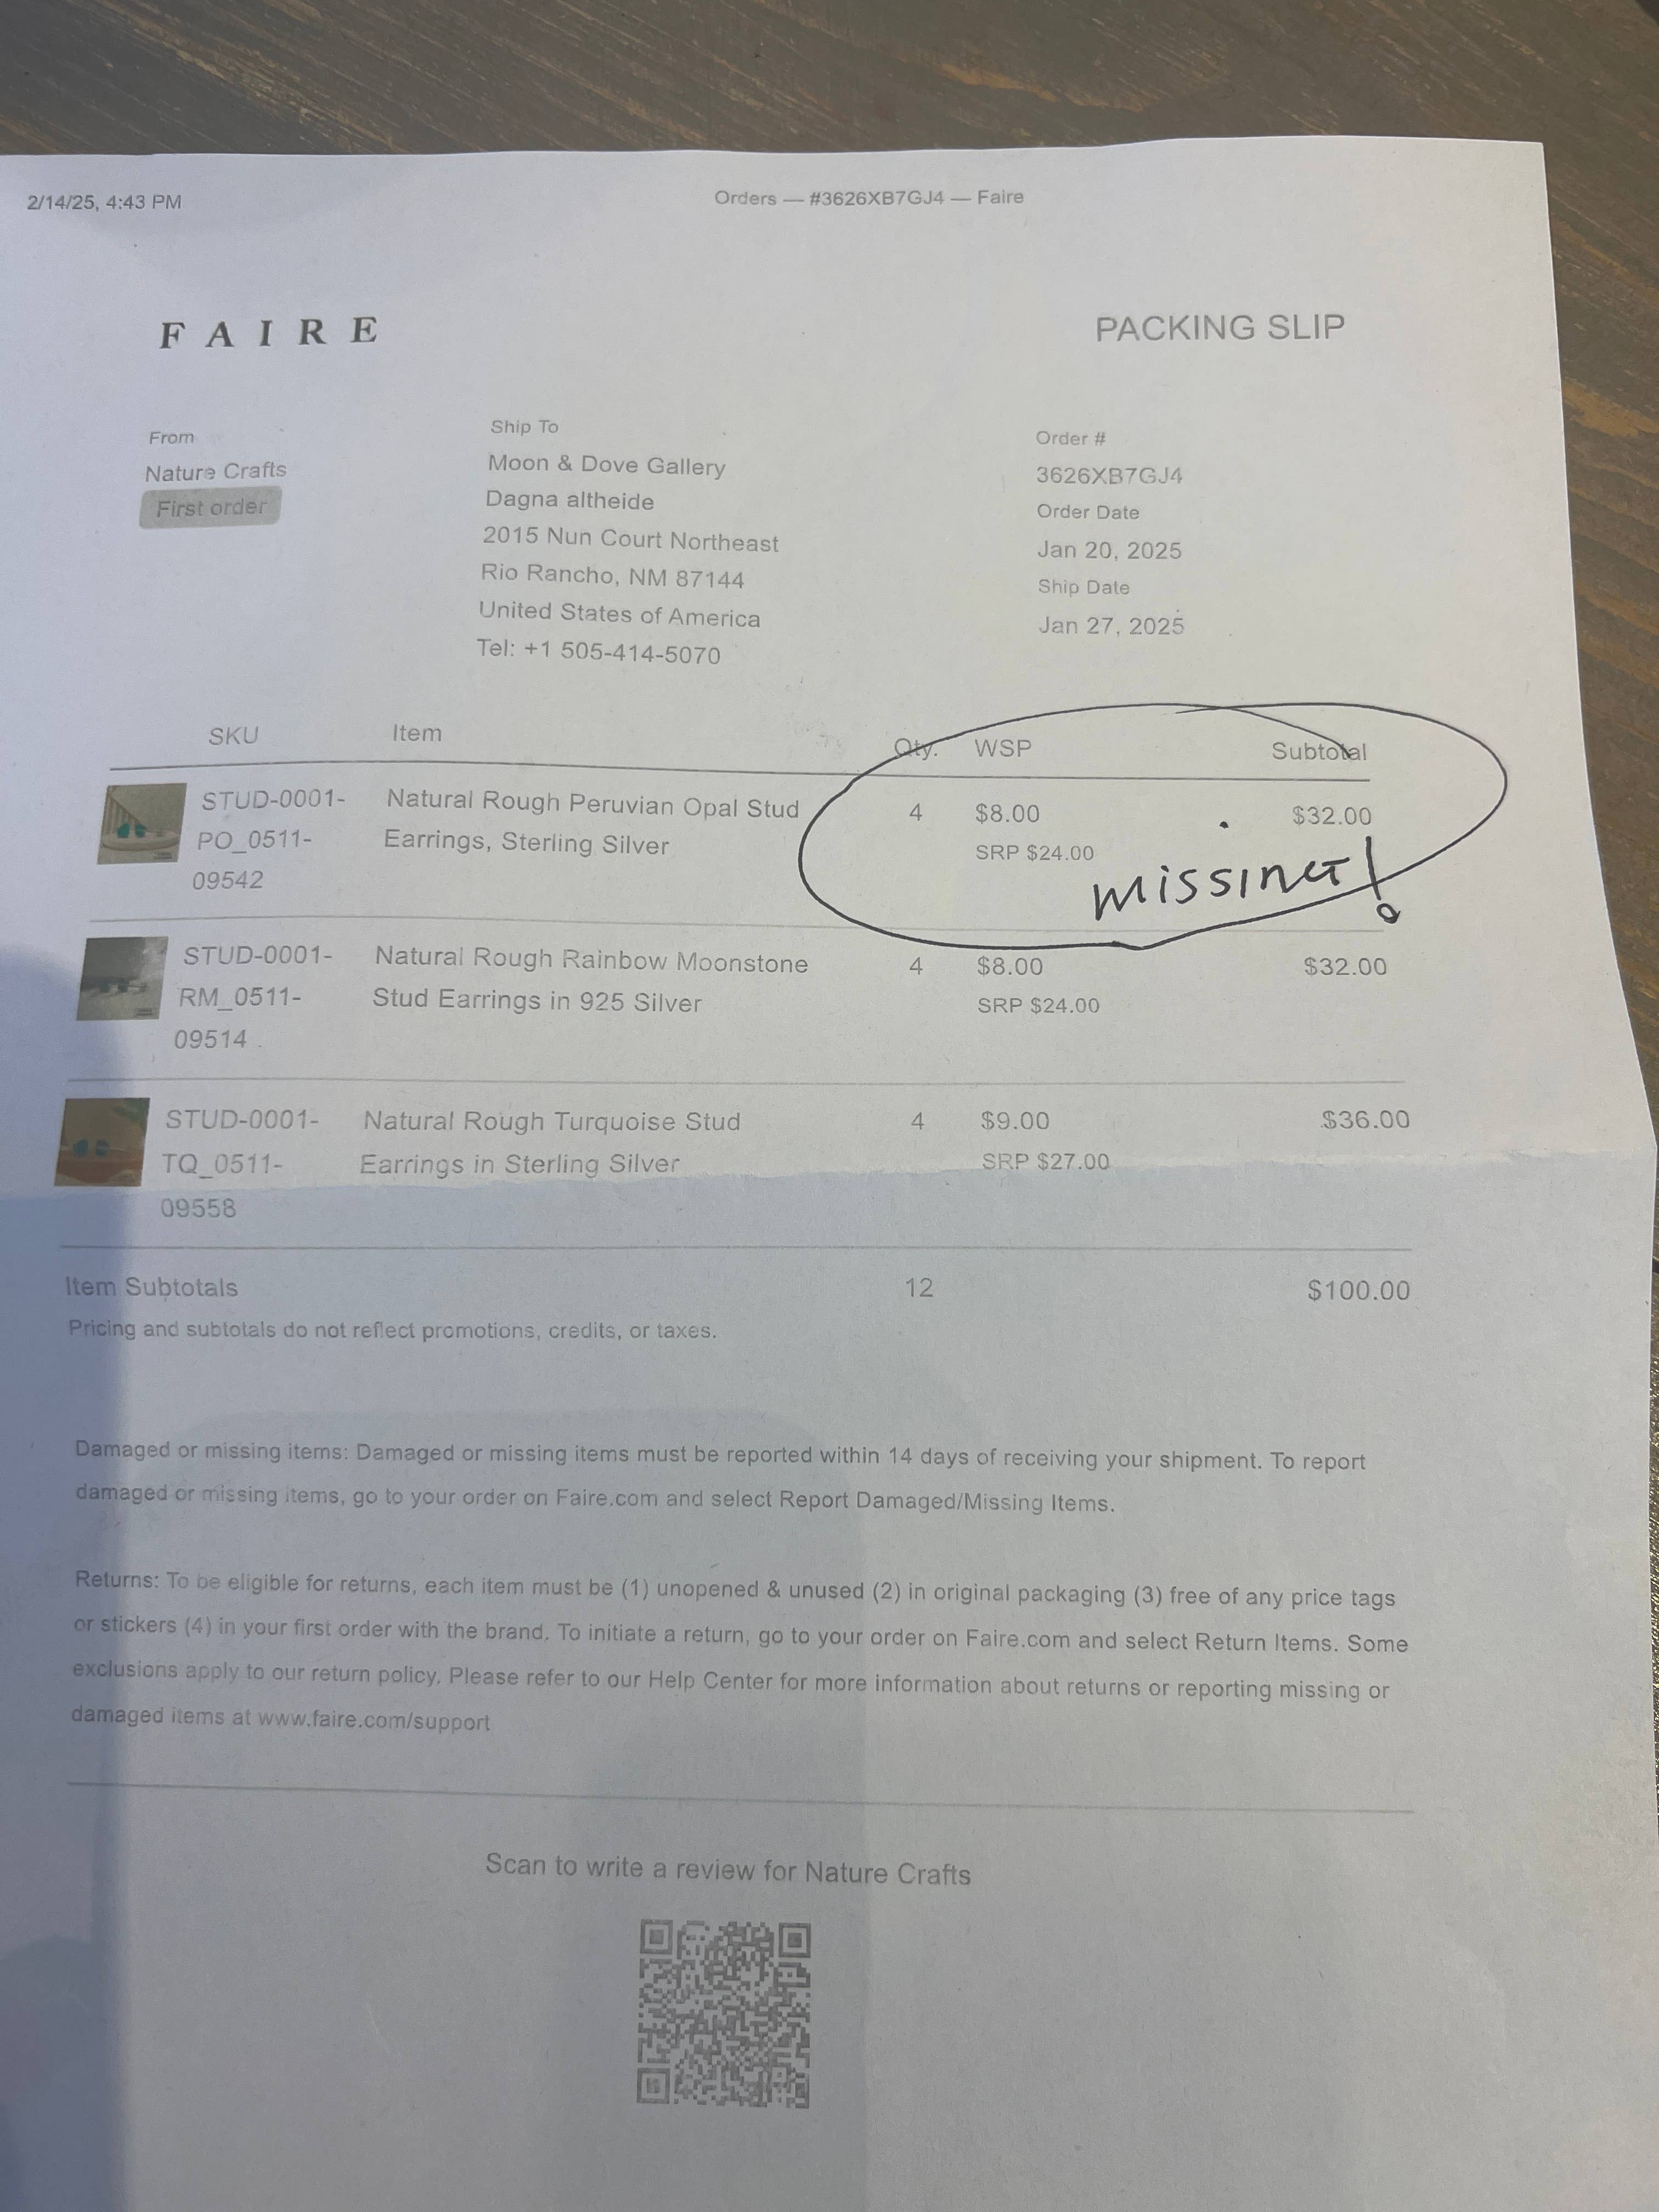 2/14/25, 4:43 PM Orders — #3626XB7GJ4 — Faire
FAIRE PACKING SLIP
From
Nature Crafts
First order
Ship To
Moon & Dove Gallery
Dagna altheide
2015 Nun Court Northeast
Rio Rancho, NM 87144
United States of America
Tel: +1 505-414-5070
Order #
3626XB7GJ4
Order Date
Jan 20, 2025
Ship Date
Jan 27, 2025
SKU Item Qty. WSP Subtotal
STUD-0001- Natural Rough Peruvian Opal Stud 4 $8.00 $32.00
PO_0511- Earrings, Sterling Silver SRP $24.00
09542
MISSING!
STUD-0001- Natural Rough Rainbow Moonstone 4 $8.00 $32.00
RM_0511- Stud Earrings in 925 Silver SRP $24.00
09514
STUD-0001- Natural Rough Turquoise Stud 4 $9.00 $36.00
TQ_0511- Earrings in Sterling Silver SRP $27.00
09558
Item Subtotals 12 $100.00
Pricing and subtotals do not reflect promotions, credits, or taxes.
Damaged or missing items: Damaged or missing items must be reported within 14 days of receiving your shipment. To report
damaged or missing items, go to your order on Faire.com and select Report Damaged/Missing Items.
Returns: To be eligible for returns, each item must be (1) unopened & unused (2) in original packaging (3) free of any price tags
or stickers (4) in your first order with the brand. To initiate a return, go to your order on Faire.com and select Return Items. Some
exclusions apply to our return policy. Please refer to our Help Center for more information about returns or reporting missing or
damaged items at www.faire.com/support
Scan to write a review for Nature Crafts